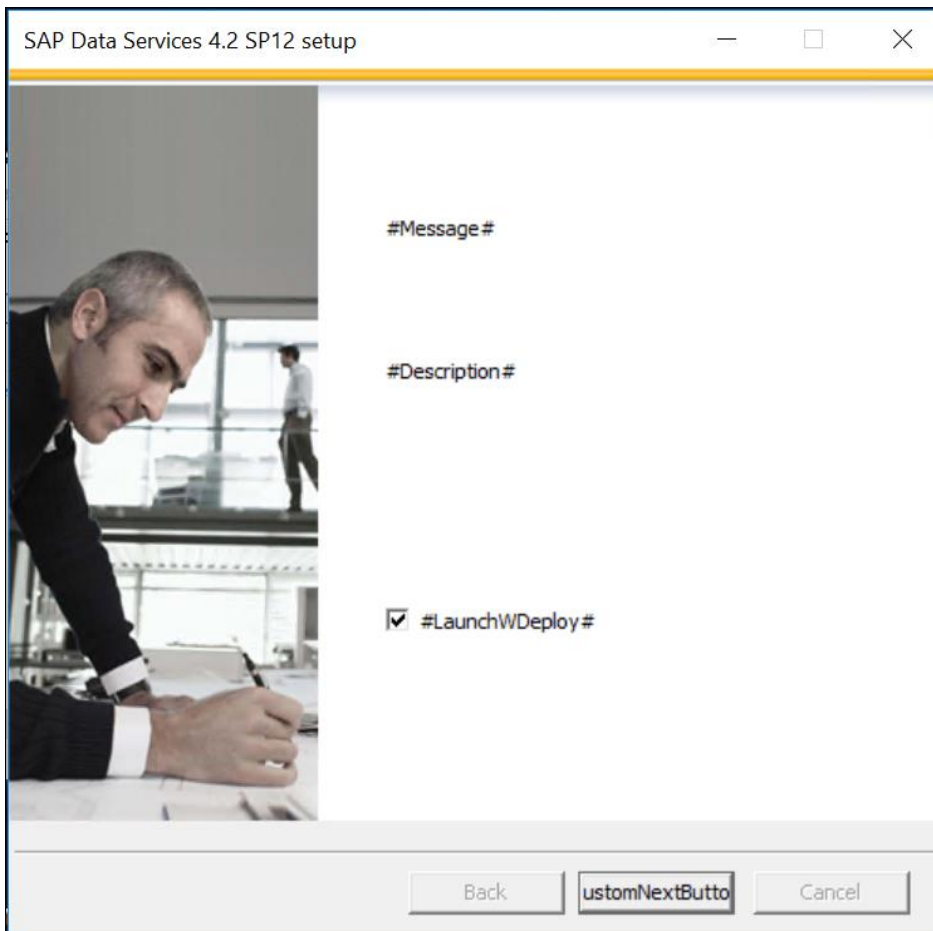 SAP Data Services 4.2 SP12 setup
#Message#
#Description#
#LaunchWDeploy#
Back ustomNextButto Cancel